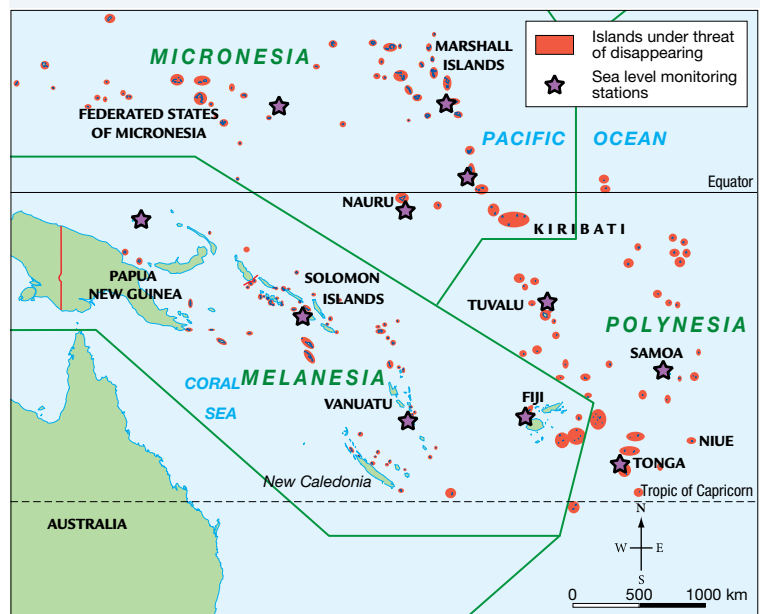 MICRONESIA
MARSHALL
ISLANDS
Islands under threat
of disappearing
Sea level monitoring
stations
FEDERATED STATES
OF MICRONESIA
PACIFIC OCEAN
Equator
NAURU
KIRIBATI
PAPUA
NEW GUINEA
SOLOMON
ISLANDS
TUVALU
POLYNESIA
SAMOA
CORAL
SEA
MELANESIA
VANUATU
FIJI
NIUE
TONGA
New Caledonia
Tropic of Capricorn
AUSTRALIA
N
W E
S
0 500 1000 km